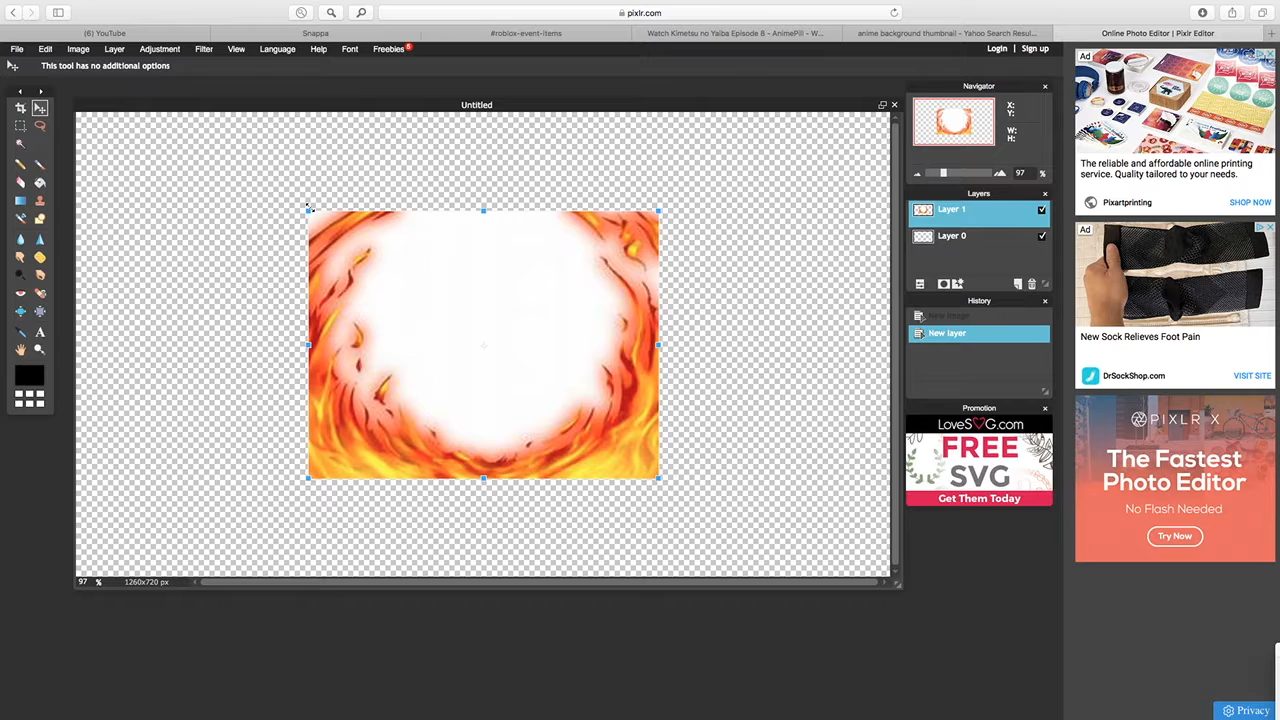 pixlr.com
(6) YouTube
Snappa
#roblox-event-items
Watch Kimetsu no Yaiba Episode 8 - AnimePill - W...
anime background thumbnail - Yahoo Search Resul...
Online Photo Editor | Pixlr Editor
File Edit Image Layer Adjustment Filter View Language Help Font Freebies
Login | Sign up
This tool has no additional options
Untitled
Navigator
X:
Y:
W:
H:
97 %
Layers
Layer 1
Layer 0
History
New image
New layer
Promotion
LoveSVG.com
FREE
SVG
Get Them Today
97 % 1260x720 px
A
Ad
The reliable and affordable online printing
service. Quality tailored to your needs.
Pixartprinting
SHOP NOW
Ad
New Sock Relieves Foot Pain
DrSockShop.com
VISIT SITE
PIXLR X
The Fastest
Photo Editor
No Flash Needed
Try Now
Privacy